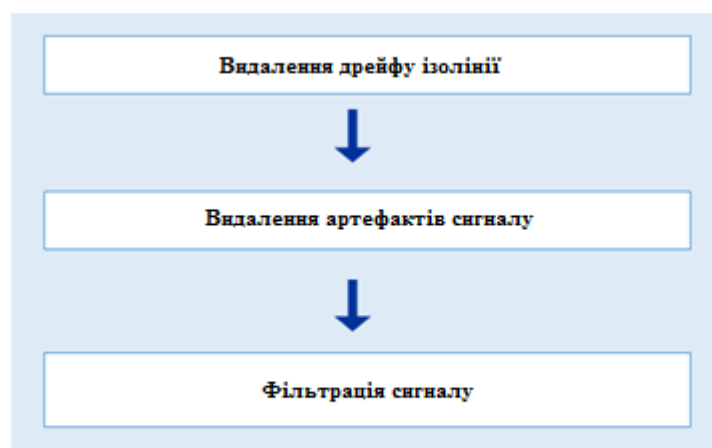 Видалення дрейфу ізолінії
Видалення артефактів сигналу
Фільтрація сигналу